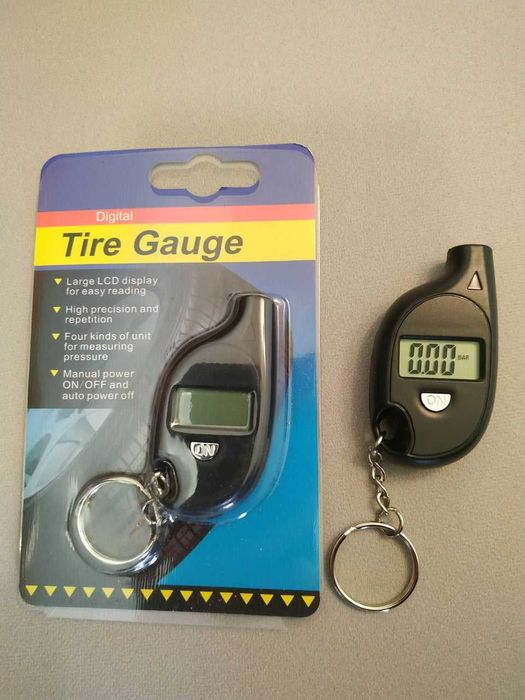 Digital
Tire Gauge
Large LCD display
for easy reading
High precision and
repetition
Four kinds of unit
for measuring
pressure
Manual power
ON/OFF and
auto power off
ON
0.00 BAR
ON